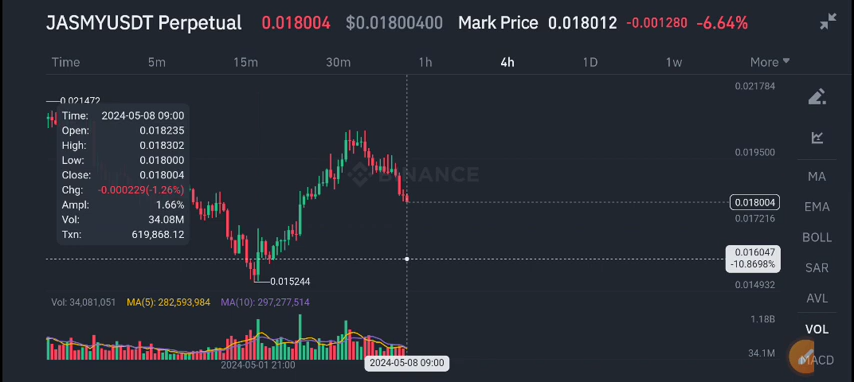 JASMYUSDT Perpetual 0.018004 $0.01800400 Mark Price 0.018012 -0.001280 -6.64%
Time 5m 15m 30m 1h 4h 1D 1w More
0.021784
0.021472
Time: 2024-05-08 09:00
Open: 0.018235
High: 0.018302
Low: 0.018000
Close: 0.018004
Chg: -0.000229(-1.26%)
Ampl: 1.66%
Vol: 34.08M
Txn: 619,868.12
0.019500
BINANCE
0.018004
0.017216
0.016047
-10.8698%
0.015244
0.014932
MA
EMA
BOLL
SAR
AVL
VOL
MACD
Vol: 34,081,051 MA(5): 282,593,984 MA(10): 297,277,514
1.18B
34.1M
2024-05-01 21:00
2024-05-08 09:00